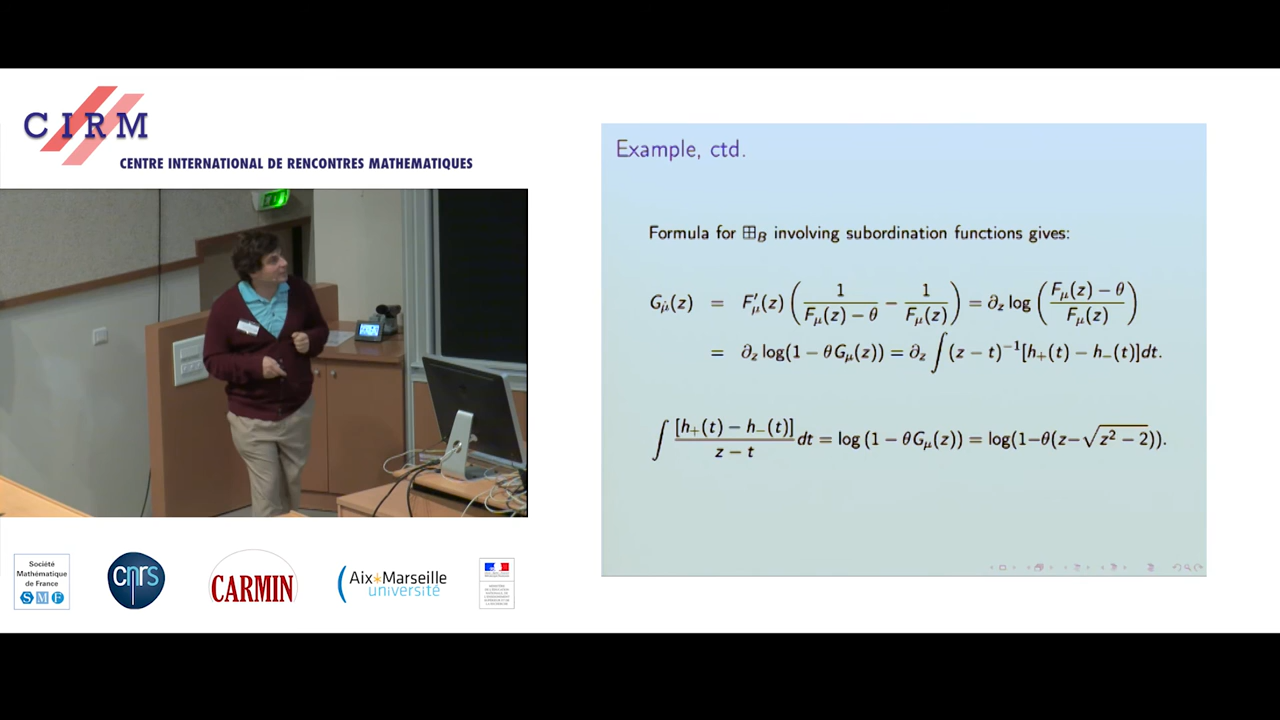 CIRM
CENTRE INTERNATIONAL DE RENCONTRES MATHEMATIQUES
Example, ctd.
Formula for ⊞_B involving subordination functions gives:
G_μ̇(z) = F′_μ(z) ( 1/(F_μ(z) − θ) − 1/F_μ(z) ) = ∂_z log ( (F_μ(z) − θ)/F_μ(z) )
= ∂_z log(1 − θG_μ(z)) = ∂_z ∫ (z − t)^−1 [h_+(t) − h_−(t)]dt.
∫ [h_+(t) − h_−(t)]/(z − t) dt = log (1 − θG_μ(z)) = log(1−θ(z−√(z² − 2))).
Société
Mathématique
de France
SMF
cnrs
CARMIN
Aix*Marseille
université